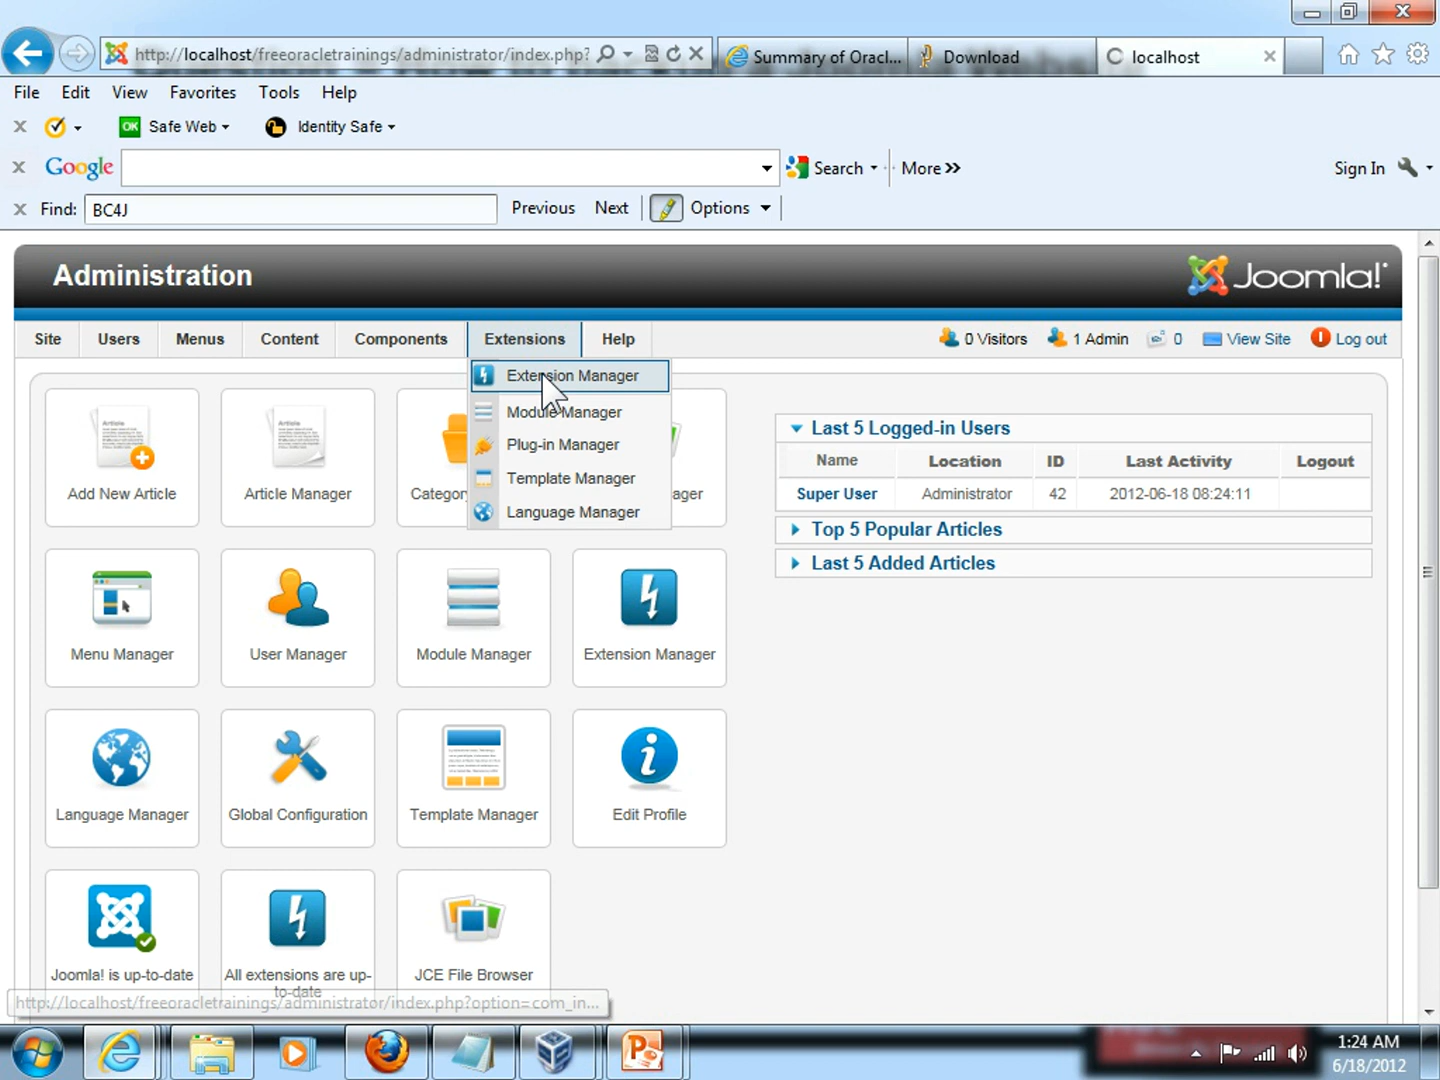 http://localhost/freeoracletrainings/administrator/index.php?
Summary of Oracl...
Download
localhost
File Edit View Favorites Tools Help
x OK Safe Web Identity Safe
x Google Search More >> Sign In
x Find: BC4J Previous Next Options
Administration
Joomla!
Site Users Menus Content Components Extensions Help
0 Visitors 1 Admin 0 View Site Log out
Extension Manager
Module Manager
Plug-in Manager
Template Manager
Language Manager
Article
Add New Article
Article
Article Manager
Categor
ager
Last 5 Logged-in Users
Name Location ID Last Activity Logout
Super User Administrator 42 2012-06-18 08:24:11
Top 5 Popular Articles
Last 5 Added Articles
Menu Manager
User Manager
Module Manager
Extension Manager
Language Manager
Global Configuration
Template Manager
Edit Profile
Joomla! is up-to-date
All extensions are up-
to-date
JCE File Browser
http://localhost/freeoracletrainings/administrator/index.php?option=com_in...
1:24 AM
6/18/2012